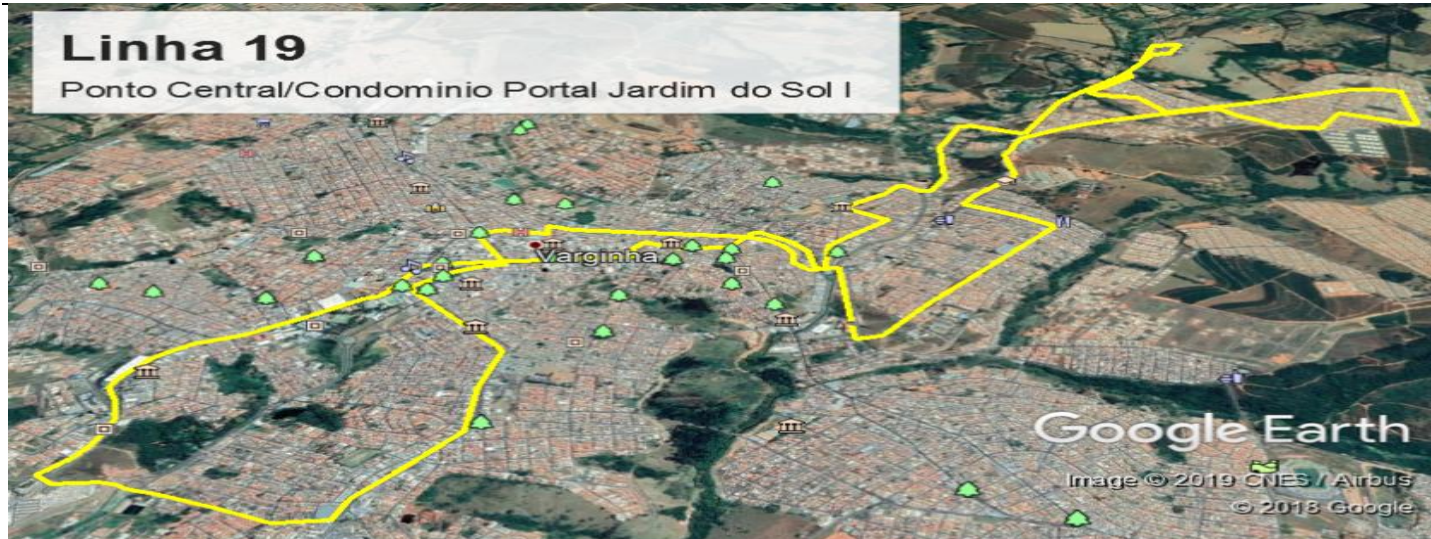 Linha 19
Ponto Central/Condominio Portal Jardim do Sol I
Varginha
Google Earth
Image © 2019 CNES / Airbus
© 2018 Google